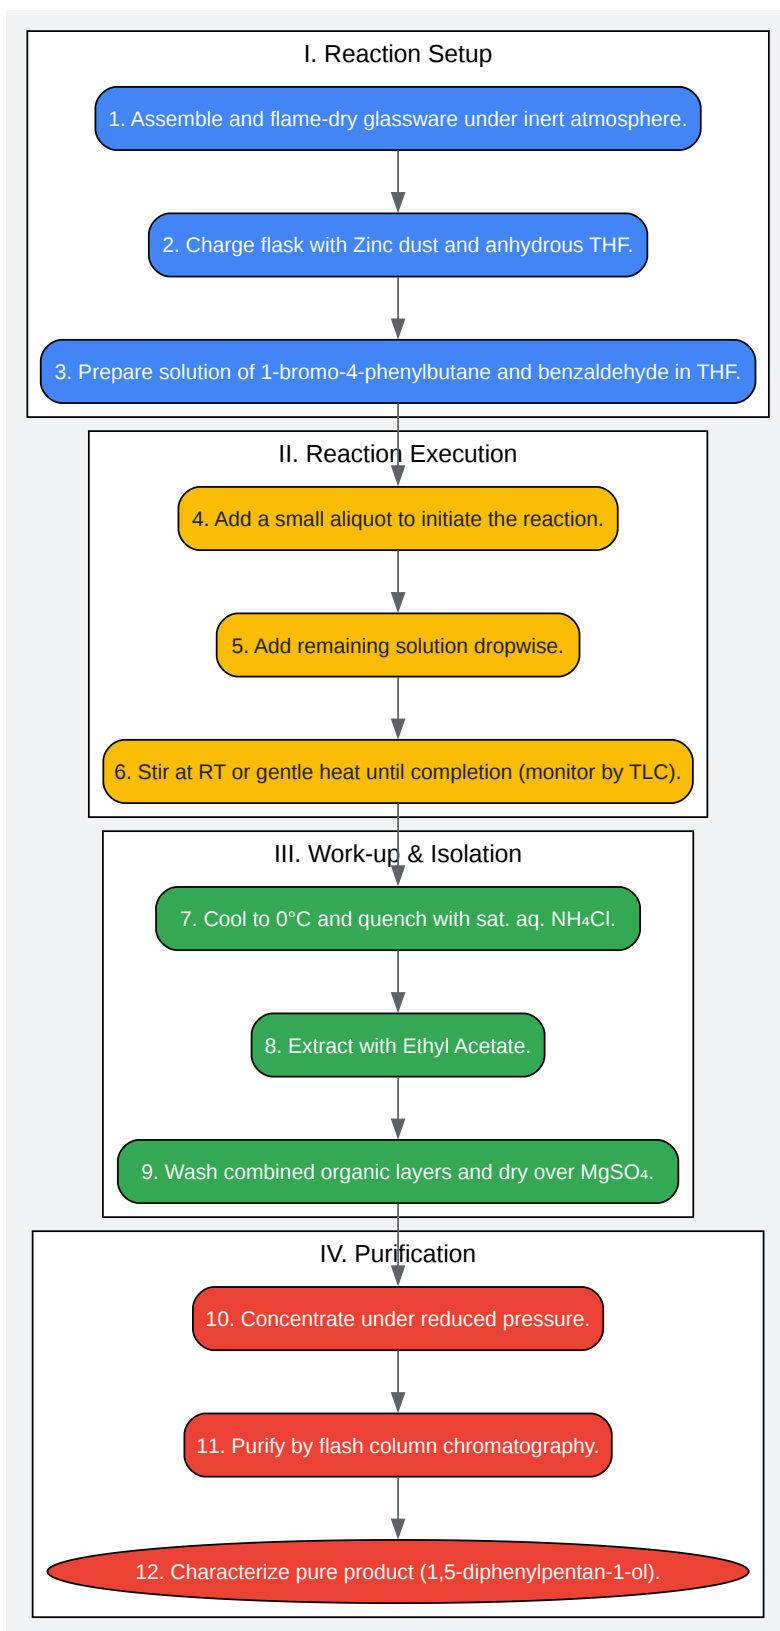 I. Reaction Setup
1. Assemble and flame-dry glassware under inert atmosphere.
2. Charge flask with Zinc dust and anhydrous THF.
3. Prepare solution of 1-bromo-4-phenylbutane and benzaldehyde in THF.
II. Reaction Execution
4. Add a small aliquot to initiate the reaction.
5. Add remaining solution dropwise.
6. Stir at RT or gentle heat until completion (monitor by TLC).
III. Work-up & Isolation
7. Cool to 0°C and quench with sat. aq. NH₄Cl.
8. Extract with Ethyl Acetate.
9. Wash combined organic layers and dry over MgSO₄.
IV. Purification
10. Concentrate under reduced pressure.
11. Purify by flash column chromatography.
12. Characterize pure product (1,5-diphenylpentan-1-ol).